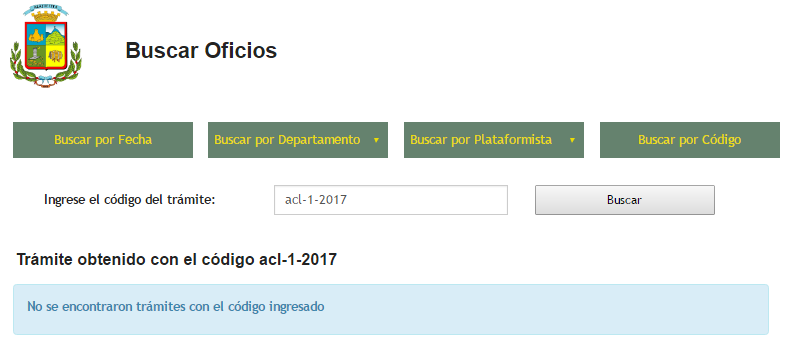 Buscar Oficios
Buscar por Fecha
Buscar por Departamento
Buscar por Plataformista
Buscar por Código
Ingrese el código del trámite:
acl-1-2017
Buscar
Trámite obtenido con el código acl-1-2017
No se encontraron trámites con el código ingresado